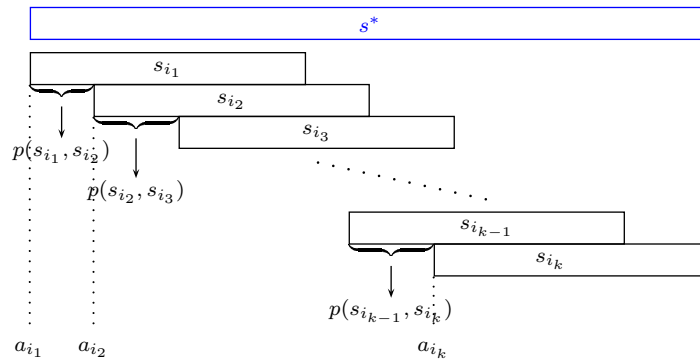 s*
s_{i_1}
s_{i_2}
s_{i_3}
p(s_{i_1}, s_{i_2})
p(s_{i_2}, s_{i_3})
s_{i_{k-1}}
s_{i_k}
p(s_{i_{k-1}}, s_{i_k})
a_{i_1} a_{i_2} a_{i_k}